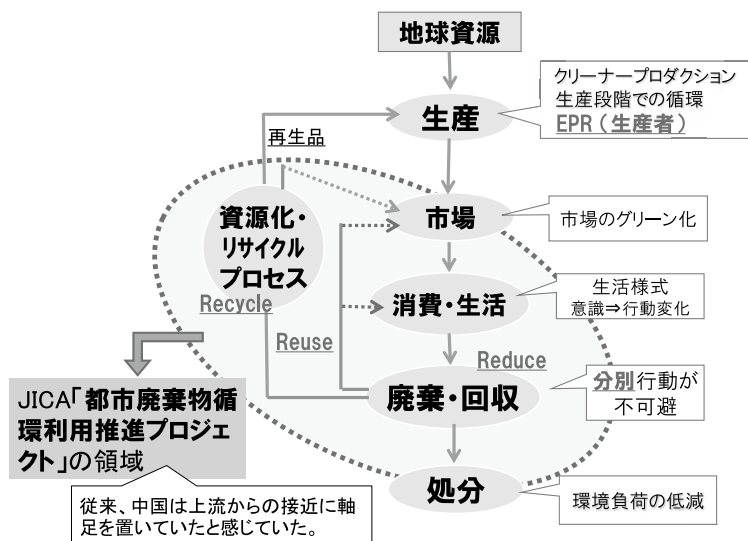 地球資源
クリーナープロダクション
生産段階での循環
EPR（生産者）
生産
再生品
資源化・
リサイクル
プロセス
Recycle
市場
市場のグリーン化
消費・生活
生活様式
意識⇒行動変化
Reuse
Reduce
廃棄・回収
分別行動が
不可避
JICA「都市廃棄物循
環利用推進プロジェ
クト」の領域
処分
環境負荷の低減
従来、中国は上流からの接近に軸
足を置いていたと感じていた。